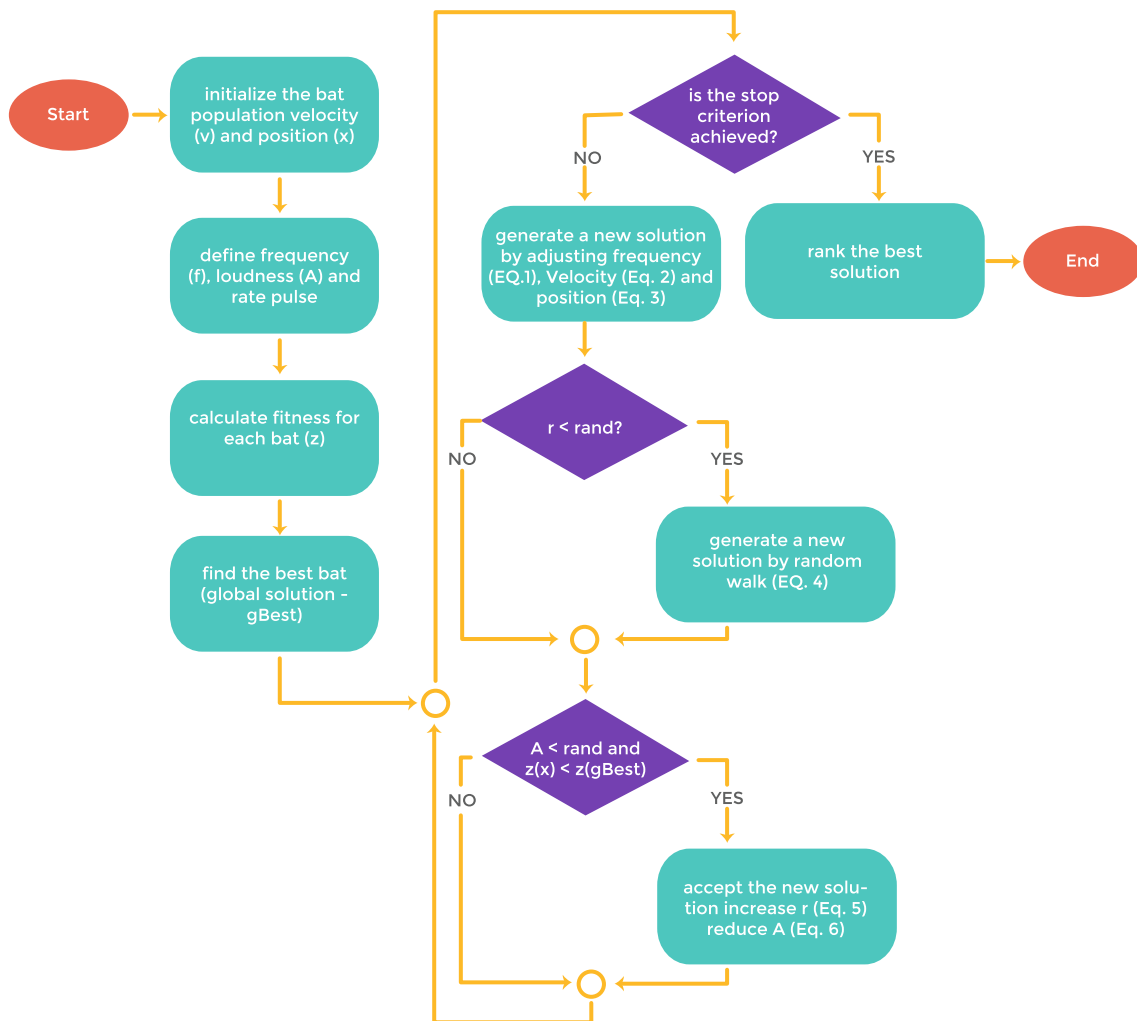 Start
initialize the bat
population velocity
(v) and position (x)
define frequency
(f), loudness (A) and
rate pulse
calculate fitness for
each bat (z)
find the best bat
(global solution -
gBest)
is the stop
criterion
achieved?
NO
YES
generate a new solution
by adjusting frequency
(EQ.1), Velocity (Eq. 2) and
position (Eq. 3)
rank the best
solution
End
r < rand?
NO
YES
generate a new
solution by random
walk (EQ. 4)
A < rand and
z(x) < z(gBest)
NO
YES
accept the new solu-
tion increase r (Eq. 5)
reduce A (Eq. 6)